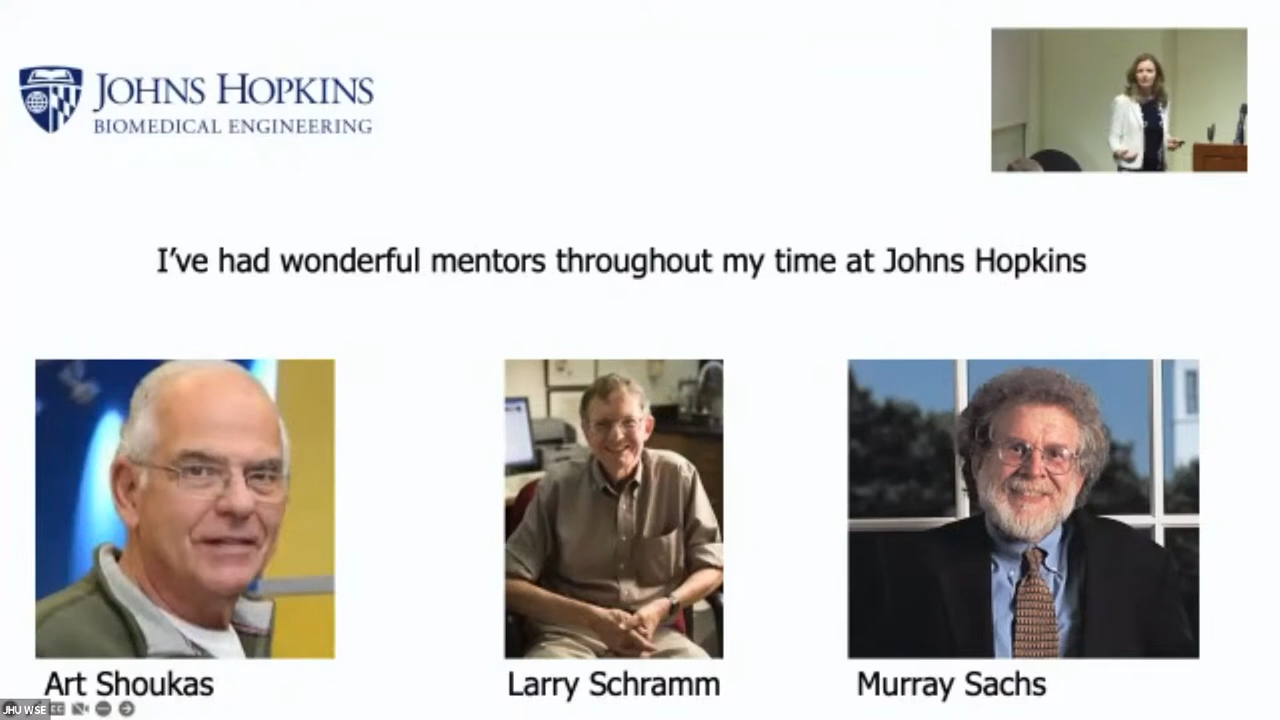 JOHNS HOPKINS
BIOMEDICAL ENGINEERING
I've had wonderful mentors throughout my time at Johns Hopkins
Art Shoukas
Larry Schramm
Murray Sachs
JHU WSE
CC